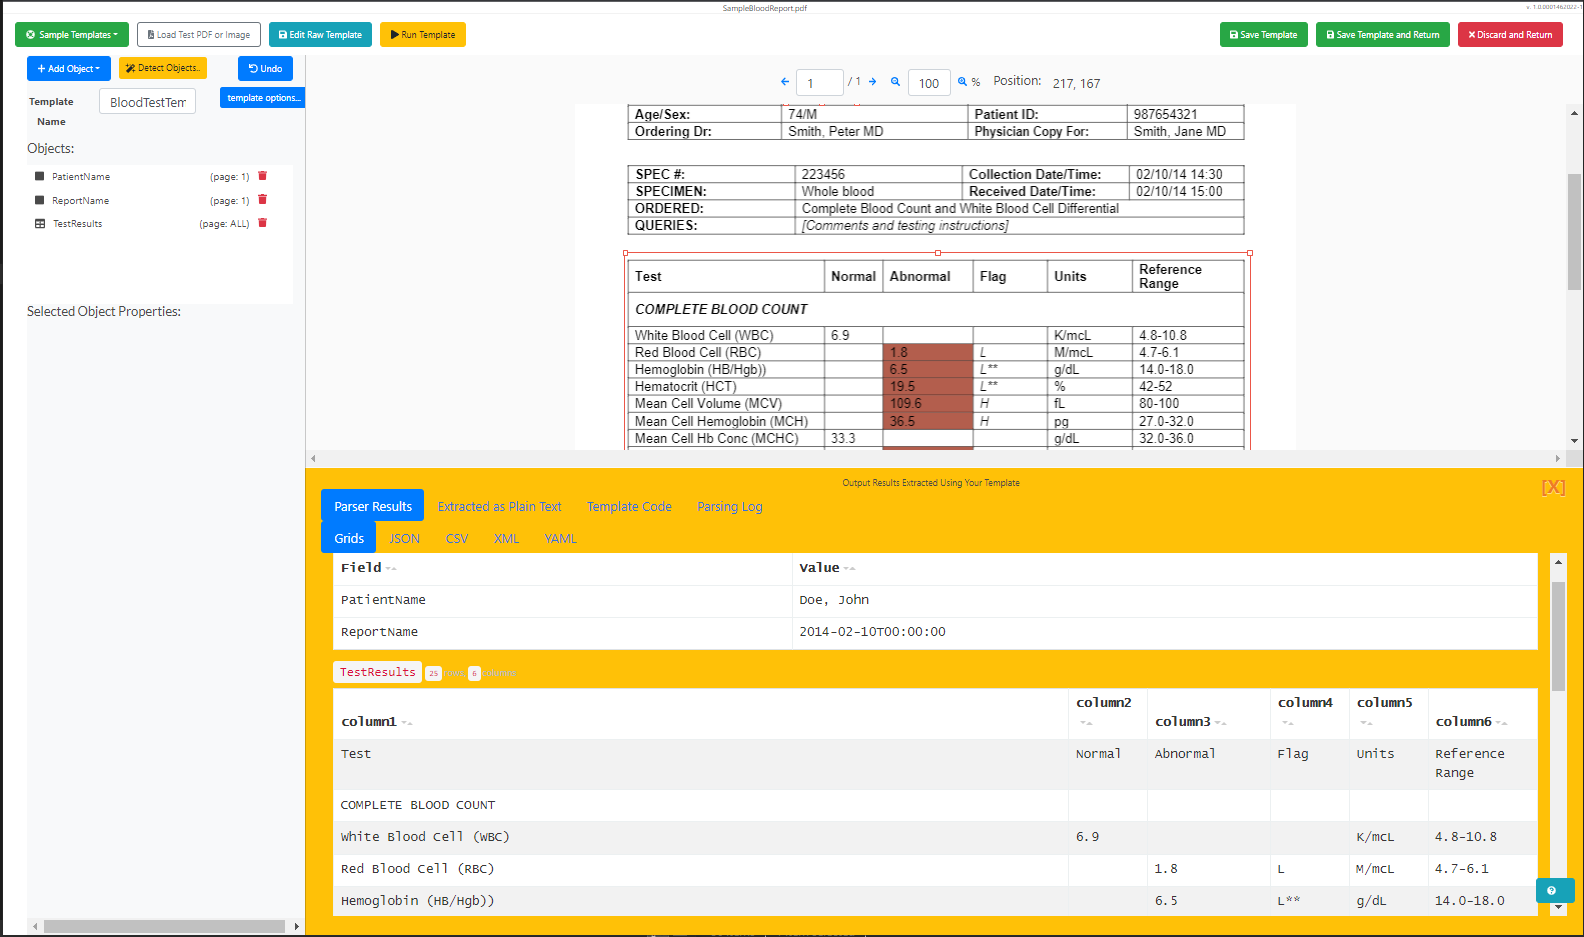 SampleBloodReport.pdf
v. 1.0.0001462022-1
Sample Templates
Load Test PDF or Image
Edit Raw Template
Run Template
Save Template
Save Template and Return
Discard and Return
Add Object
Detect Objects..
Undo
Template Name
BloodTestTem
template options...
Objects:
PatientName (page: 1)
ReportName (page: 1)
TestResults (page: ALL)
Selected Object Properties:
1 / 1 100 % Position: 217, 167
Age/Sex: 74/M Patient ID: 987654321
Ordering Dr: Smith, Peter MD Physician Copy For: Smith, Jane MD
SPEC #: 223456 Collection Date/Time: 02/10/14 14:30
SPECIMEN: Whole blood Received Date/Time: 02/10/14 15:00
ORDERED: Complete Blood Count and White Blood Cell Differential
QUERIES: [Comments and testing instructions]
Test Normal Abnormal Flag Units Reference Range
COMPLETE BLOOD COUNT
White Blood Cell (WBC) 6.9 K/mcL 4.8-10.8
Red Blood Cell (RBC) 1.8 L M/mcL 4.7-6.1
Hemoglobin (HB/Hgb)) 6.5 L** g/dL 14.0-18.0
Hematocrit (HCT) 19.5 L** % 42-52
Mean Cell Volume (MCV) 109.6 H fL 80-100
Mean Cell Hemoglobin (MCH) 36.5 H pg 27.0-32.0
Mean Cell Hb Conc (MCHC) 33.3 g/dL 32.0-36.0
Output Results Extracted Using Your Template
[X]
Parser Results Extracted as Plain Text Template Code Parsing Log
Grids JSON CSV XML YAML
Field Value
PatientName Doe, John
ReportName 2014-02-10T00:00:00
TestResults 25 6
column1 column2 column3 column4 column5 column6
Test Normal Abnormal Flag Units Reference Range
COMPLETE BLOOD COUNT
White Blood Cell (WBC) 6.9 K/mcL 4.8-10.8
Red Blood Cell (RBC) 1.8 L M/mcL 4.7-6.1
Hemoglobin (HB/Hgb)) 6.5 L** g/dL 14.0-18.0